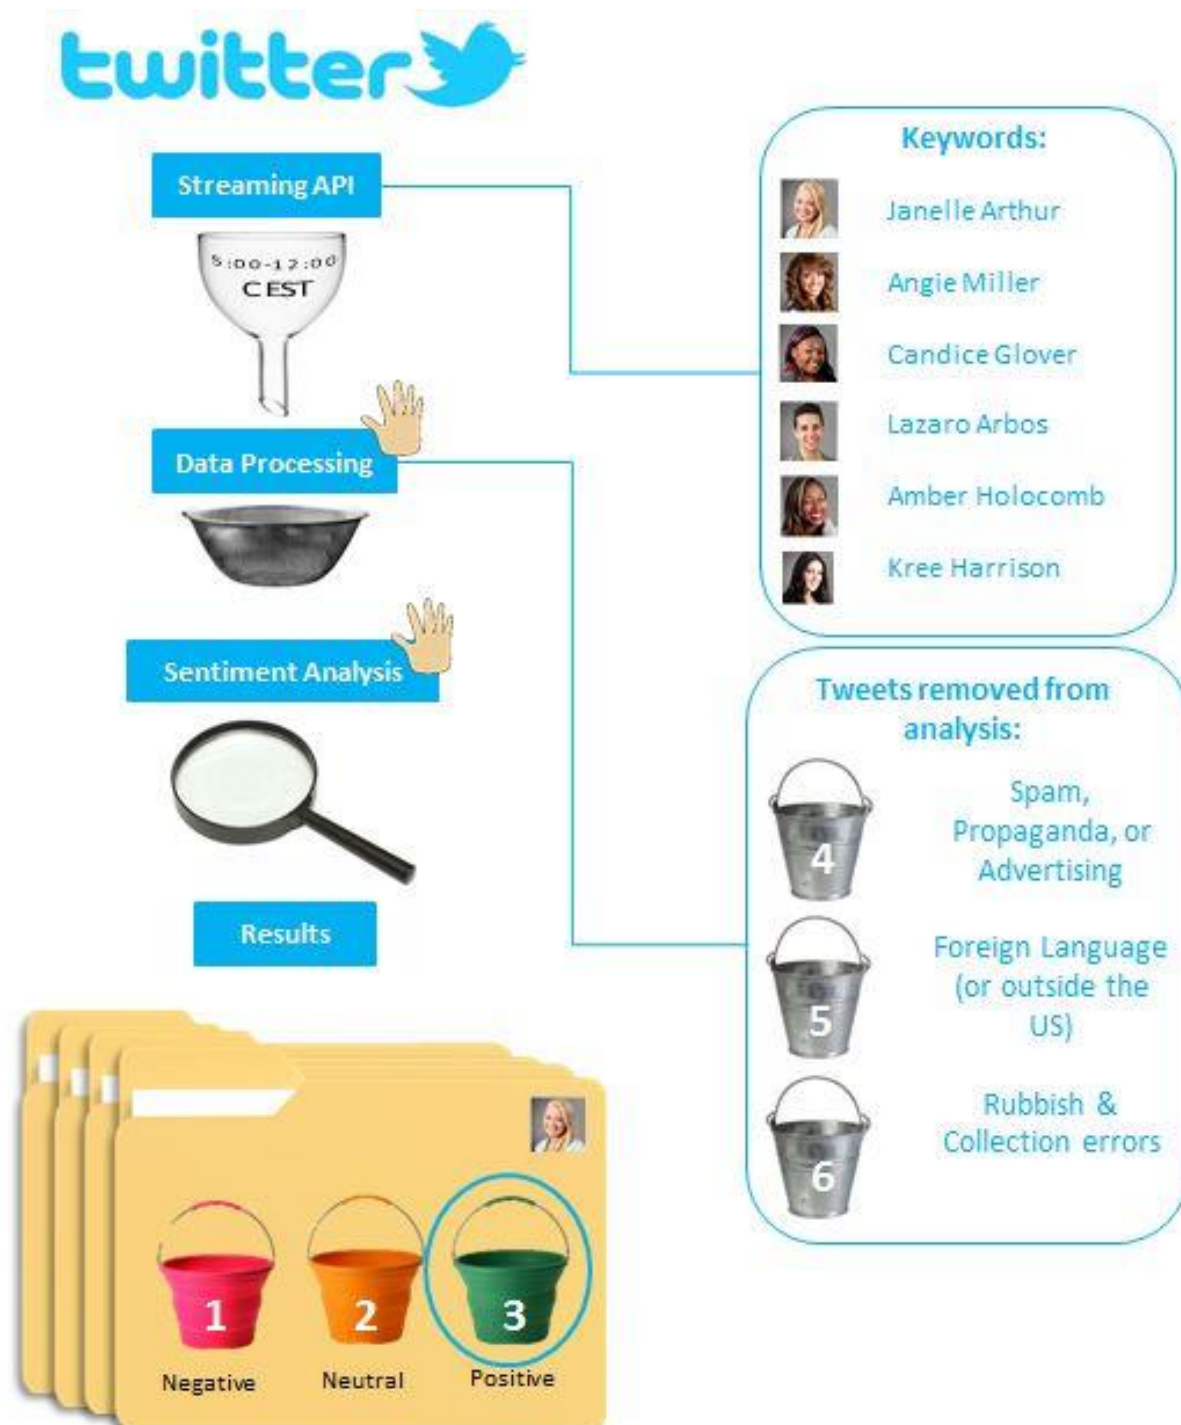 twitter
Streaming API
5:00-12:00
CEST
Data Processing
Sentiment Analysis
Results
Keywords:
Janelle Arthur
Angie Miller
Candice Glover
Lazaro Arbos
Amber Holocomb
Kree Harrison
Tweets removed from
analysis:
4
Spam,
Propaganda, or
Advertising
5
Foreign Language
(or outside the
US)
6
Rubbish &
Collection errors
1
Negative
2
Neutral
3
Positive